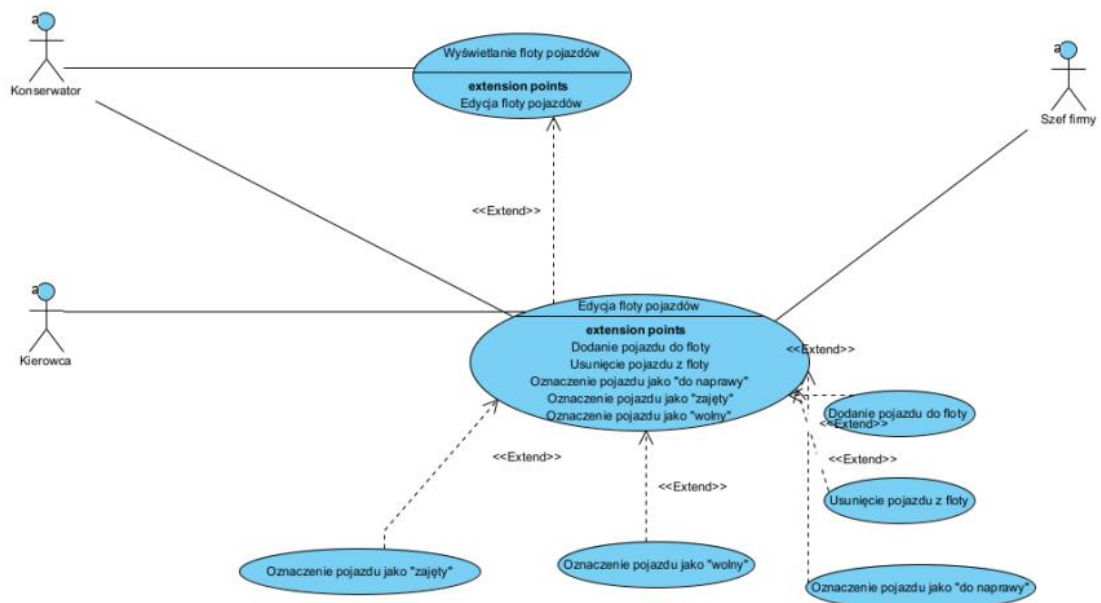 a
Konserwator
Wyświetlanie floty pojazdów
extension points
Edycja floty pojazdów
a
Szef firmy
<<Extend>>
a
Kierowca
Edycja floty pojazdów
extension points
Dodanie pojazdu do floty
Usunięcie pojazdu z floty
Oznaczenie pojazdu jako "do naprawy"
Oznaczenie pojazdu jako "zajęty"
Oznaczenie pojazdu jako "wolny"
<<Extend>>
Dodanie pojazdu do floty
<<Extend>>
<<Extend>>
<<Extend>>
<<Extend>>
Usunięcie pojazdu z floty
Oznaczenie pojazdu jako "zajęty"
Oznaczenie pojazdu jako "wolny"
Oznaczenie pojazdu jako "do naprawy"